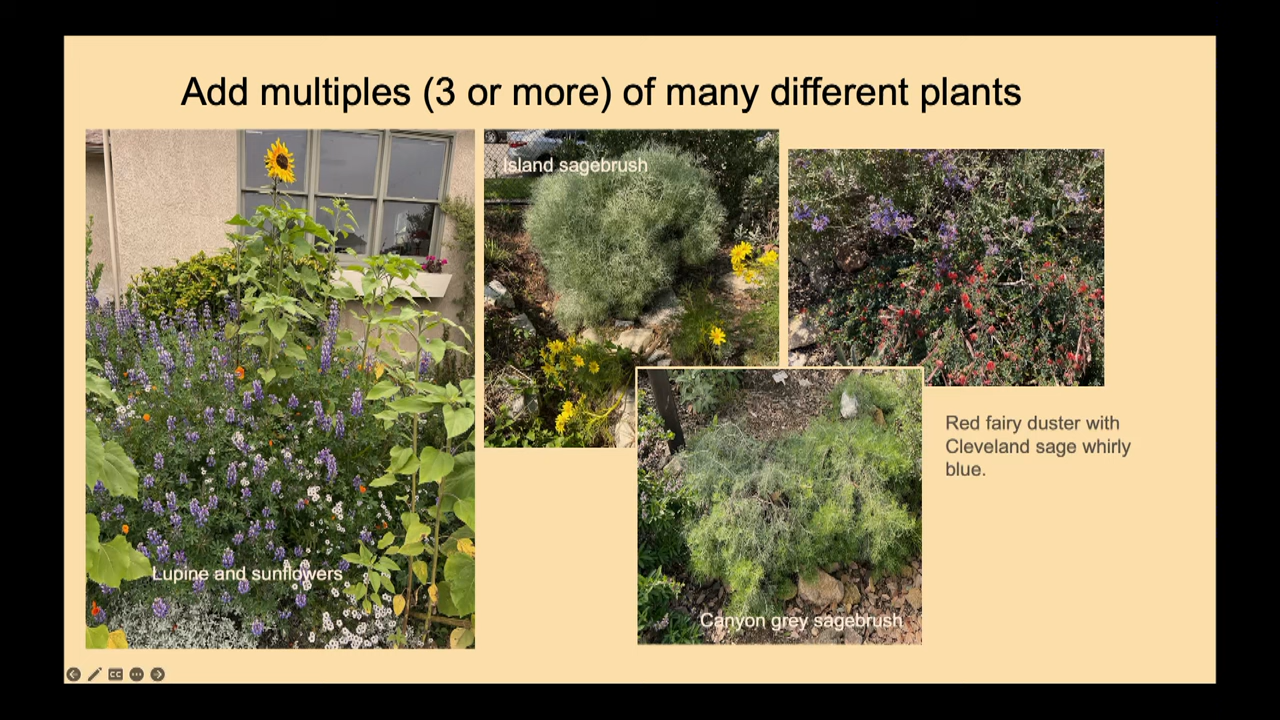 Add multiples (3 or more) of many different plants
Island sagebrush
Lupine and sunflowers
Red fairy duster with
Cleveland sage whirly
blue.
Canyon grey sagebrush
CC